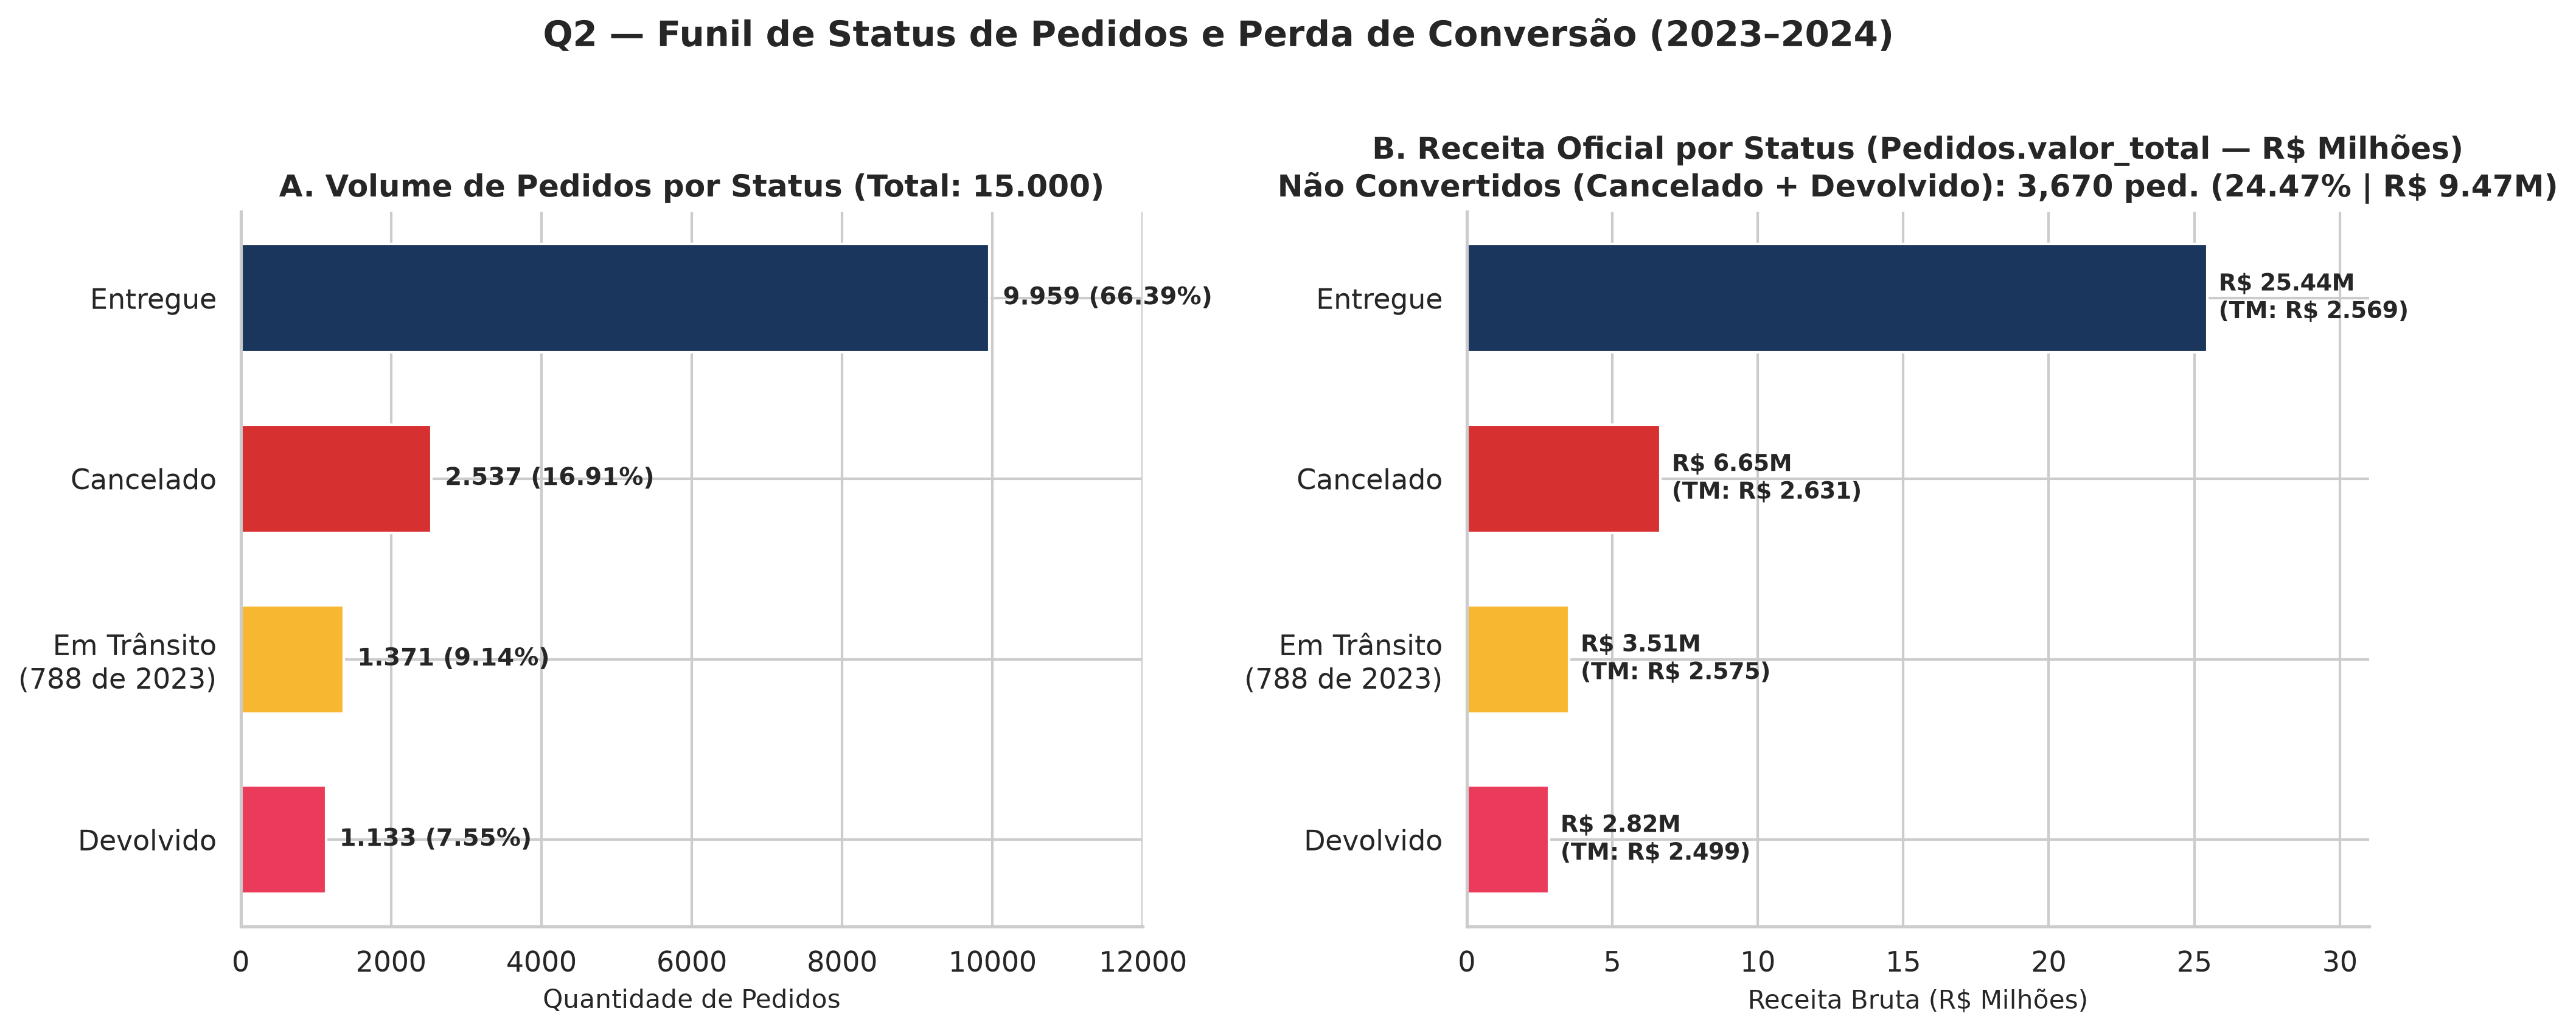 Q2 — Funil de Status de Pedidos e Perda de Conversão (2023–2024)
A. Volume de Pedidos por Status (Total: 15.000)
Entregue
9.959 (66.39%)
Cancelado
2.537 (16.91%)
Em Trânsito
(788 de 2023)
1.371 (9.14%)
Devolvido
1.133 (7.55%)
0 2000 4000 6000 8000 10000 12000
Quantidade de Pedidos
B. Receita Oficial por Status (Pedidos.valor_total — R$ Milhões)
Não Convertidos (Cancelado + Devolvido): 3,670 ped. (24.47% | R$ 9.47M)
Entregue
R$ 25.44M
(TM: R$ 2.569)
Cancelado
R$ 6.65M
(TM: R$ 2.631)
Em Trânsito
(788 de 2023)
R$ 3.51M
(TM: R$ 2.575)
Devolvido
R$ 2.82M
(TM: R$ 2.499)
0 5 10 15 20 25 30
Receita Bruta (R$ Milhões)